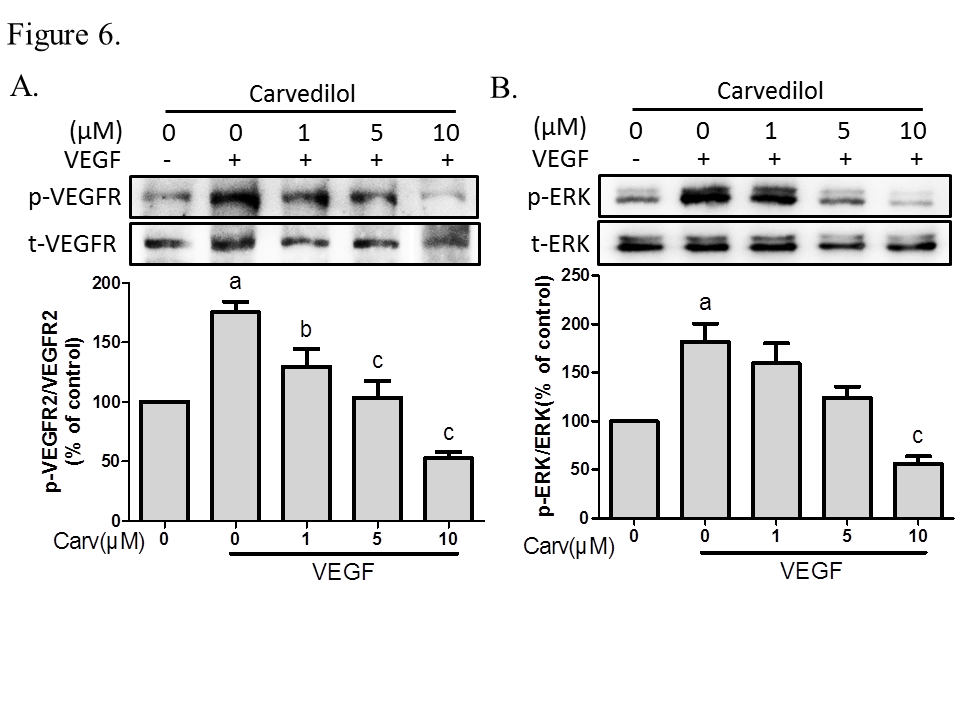 Figure 6.
A.
Carvedilol
(μM) 0 0 1 5 10
VEGF - + + + +
p-VEGFR
t-VEGFR
200
150
100
50
0
p-VEGFR2/VEGFR2
(% of control)
a
b
c
c
Carv(μM) 0 0 1 5 10
VEGF
B.
Carvedilol
(μM) 0 0 1 5 10
VEGF - + + + +
p-ERK
t-ERK
250
200
150
100
50
0
p-ERK/ERK(% of control)
a
c
Carv(μM) 0 0 1 5 10
VEGF